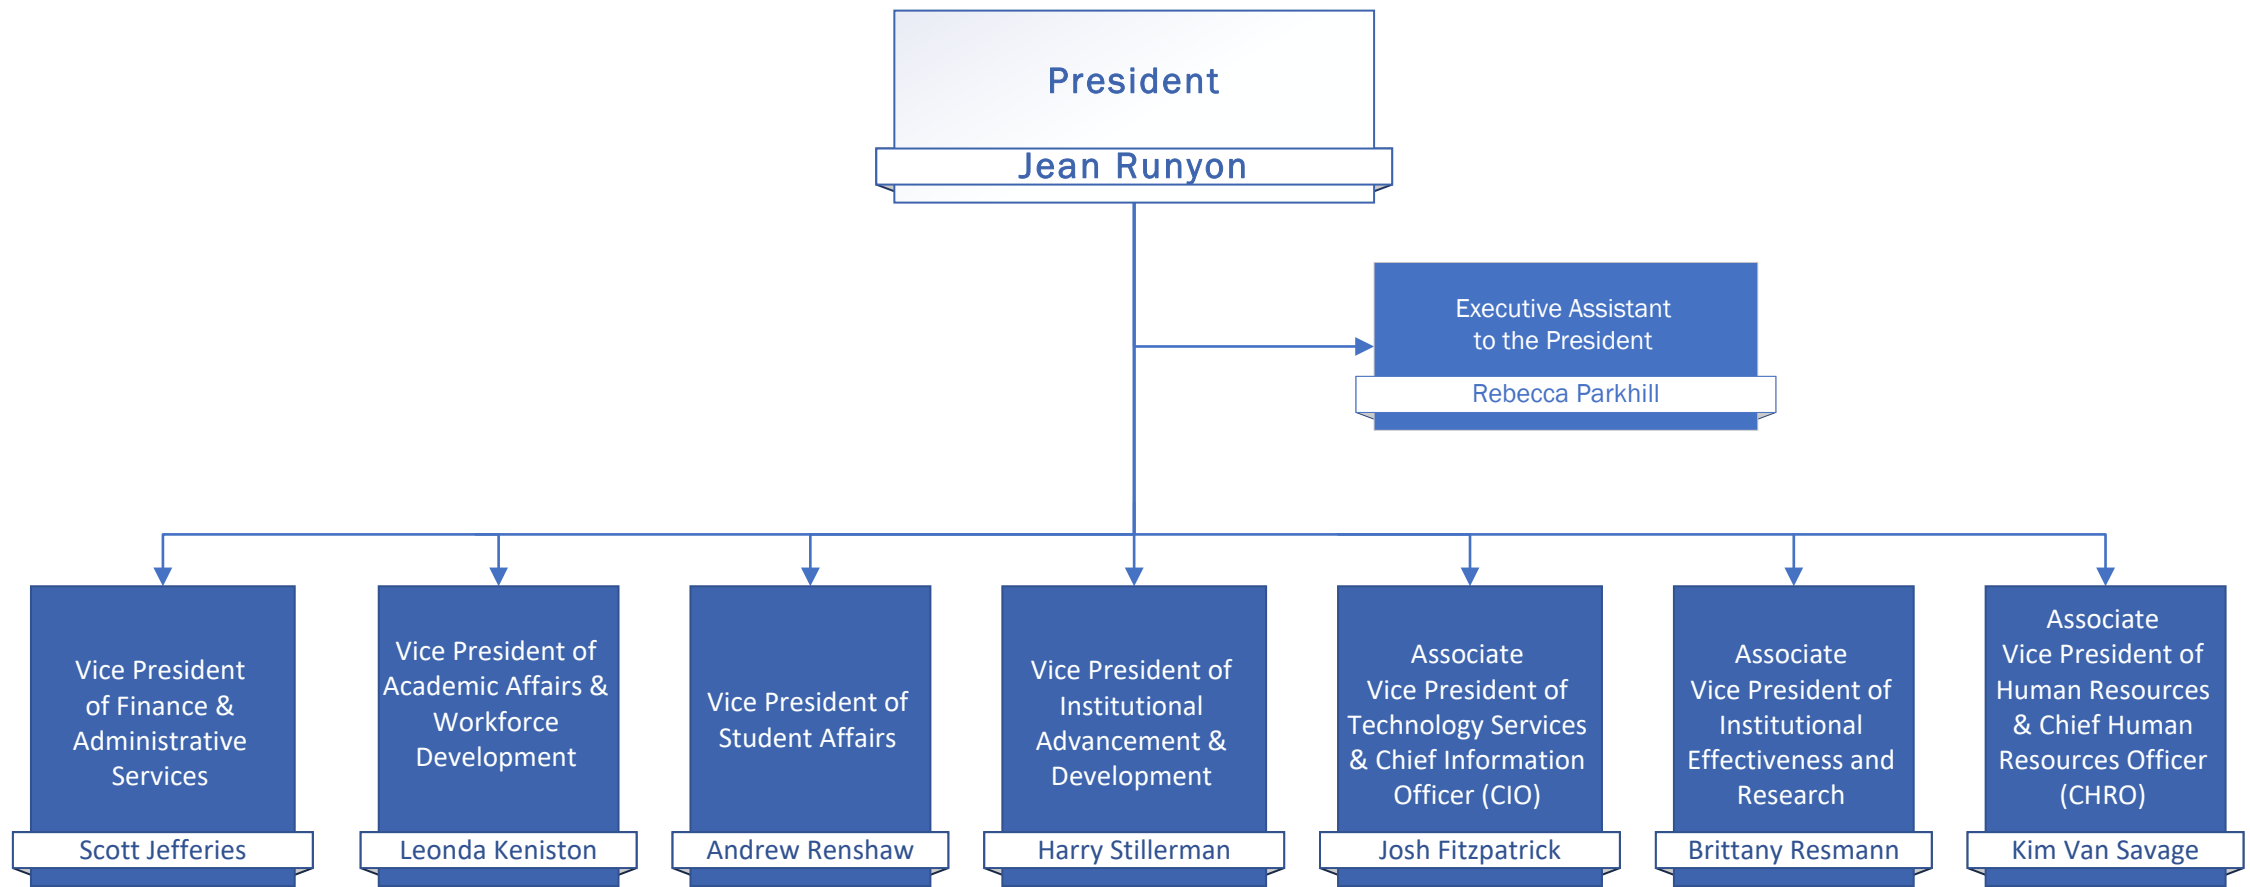 President
Jean Runyon
Executive Assistant
to the President
Rebecca Parkhill
Vice President
of Finance &
Administrative
Services
Scott Jefferies
Vice President of
Academic Affairs &
Workforce
Development
Leonda Keniston
Vice President of
Student Affairs
Andrew Renshaw
Vice President of
Institutional
Advancement &
Development
Harry Stillerman
Associate
Vice President of
Technology Services
& Chief Information
Officer (CIO)
Josh Fitzpatrick
Associate
Vice President of
Institutional
Effectiveness and
Research
Brittany Resmann
Associate
Vice President of
Human Resources
& Chief Human
Resources Officer
(CHRO)
Kim Van Savage